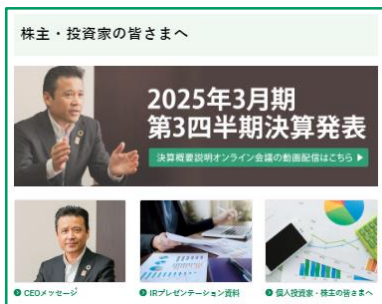 株主・投資家の皆さまへ
2025年3月期
第3四半期決算発表
決算概要説明オンライン会議の動画配信はこちら
CEOメッセージ
IRプレゼンテーション資料
個人投資家・株主の皆さまへ